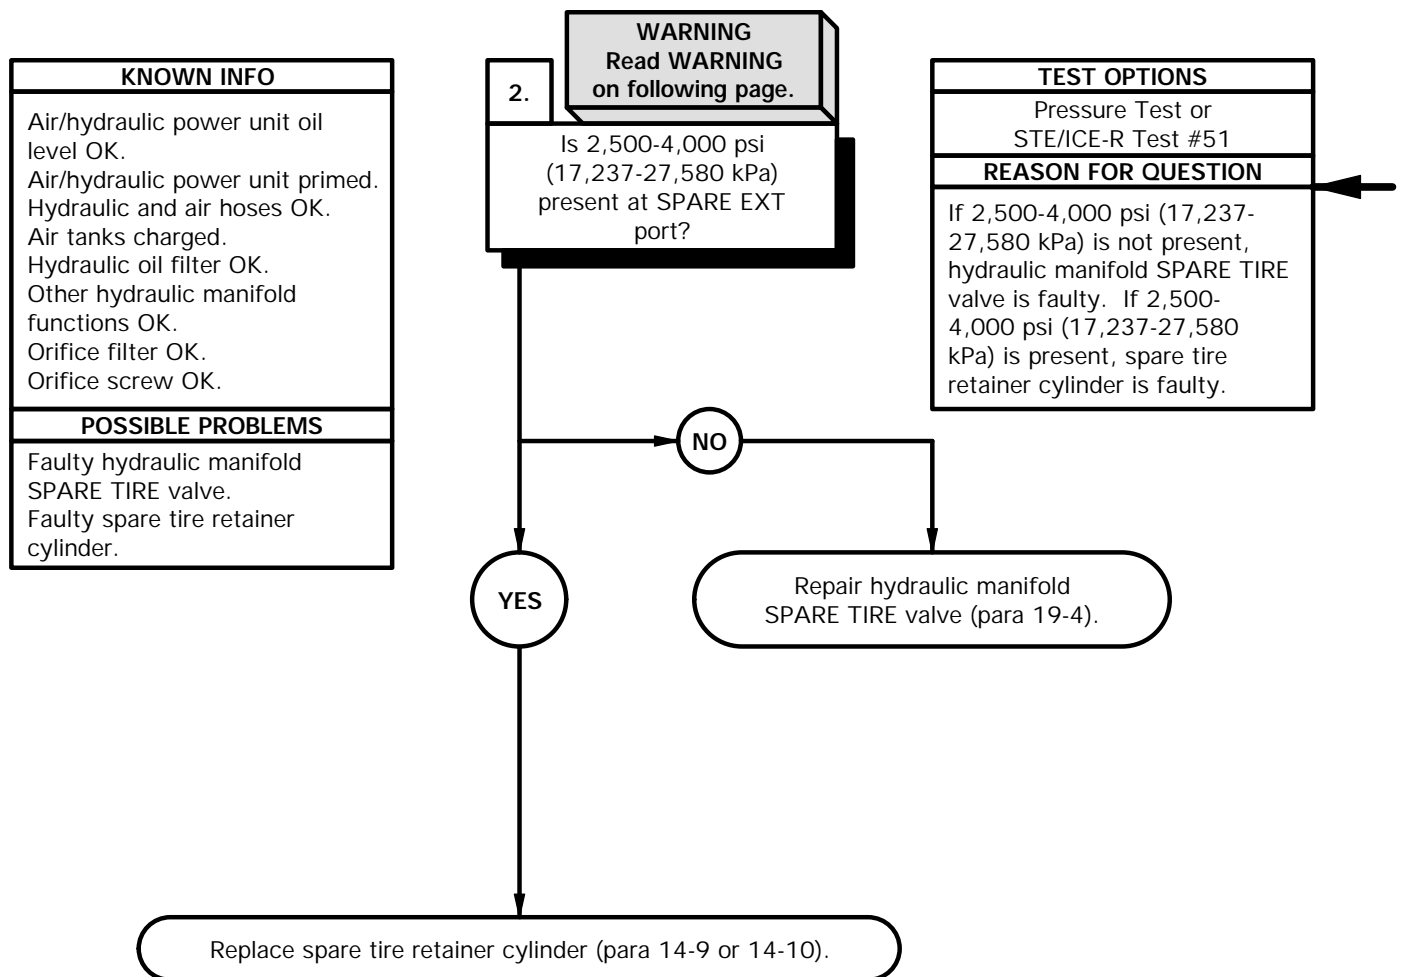 KNOWN INFO
Air/hydraulic power unit oil
level OK.
Air/hydraulic power unit primed.
Hydraulic and air hoses OK.
Air tanks charged.
Hydraulic oil filter OK.
Other hydraulic manifold
functions OK.
Orifice filter OK.
Orifice screw OK.
POSSIBLE PROBLEMS
Faulty hydraulic manifold
SPARE TIRE valve.
Faulty spare tire retainer
cylinder.
WARNING
Read WARNING
on following page.
2.
Is 2,500-4,000 psi
(17,237-27,580 kPa)
present at SPARE EXT
port?
TEST OPTIONS
Pressure Test or
STE/ICE-R Test #51
REASON FOR QUESTION
If 2,500-4,000 psi (17,237-
27,580 kPa) is not present,
hydraulic manifold SPARE TIRE
valve is faulty.  If 2,500-
4,000 psi (17,237-27,580
kPa) is present, spare tire
retainer cylinder is faulty.
NO
YES
Repair hydraulic manifold
SPARE TIRE valve (para 19-4).
Replace spare tire retainer cylinder (para 14-9 or 14-10).